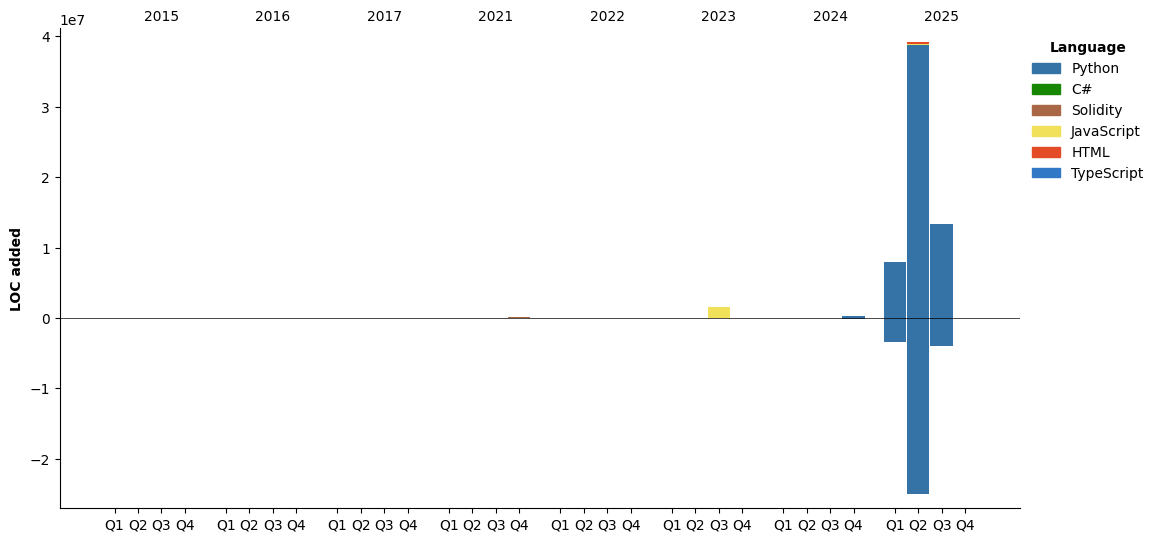 1e7
2015 2016 2017 2021 2022 2023 2024 2025
4
3
2
1
0
−1
−2
LOC added
Q1 Q2 Q3 Q4 Q1 Q2 Q3 Q4 Q1 Q2 Q3 Q4 Q1 Q2 Q3 Q4 Q1 Q2 Q3 Q4 Q1 Q2 Q3 Q4 Q1 Q2 Q3 Q4 Q1 Q2 Q3 Q4
Language
Python
C#
Solidity
JavaScript
HTML
TypeScript